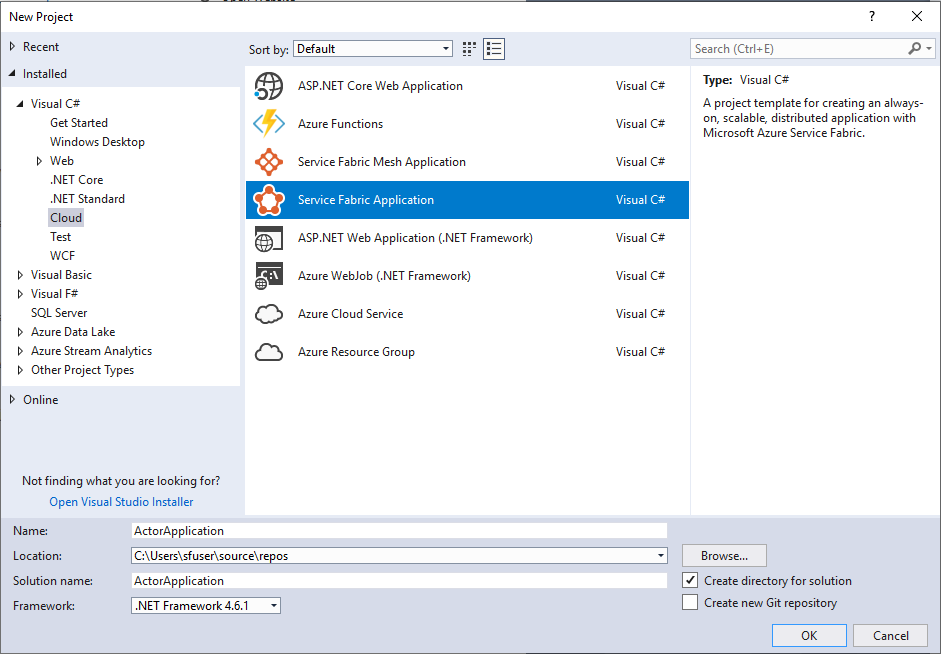 New Project
?
Recent
Installed
Visual C#
Get Started
Windows Desktop
Web
.NET Core
.NET Standard
Cloud
Test
WCF
Visual Basic
Visual F#
SQL Server
Azure Data Lake
Azure Stream Analytics
Other Project Types
Online
Not finding what you are looking for?
Open Visual Studio Installer
Sort by: Default
Search (Ctrl+E)
ASP.NET Core Web Application Visual C#
Azure Functions Visual C#
Service Fabric Mesh Application Visual C#
Service Fabric Application Visual C#
ASP.NET Web Application (.NET Framework) Visual C#
C:\
Azure WebJob (.NET Framework) Visual C#
Azure Cloud Service Visual C#
Azure Resource Group Visual C#
Type: Visual C#
A project template for creating an always-
on, scalable, distributed application with
Microsoft Azure Service Fabric.
Name: ActorApplication
Location: C:\Users\sfuser\source\repos Browse...
Solution name: ActorApplication Create directory for solution
Framework: .NET Framework 4.6.1 Create new Git repository
OK Cancel